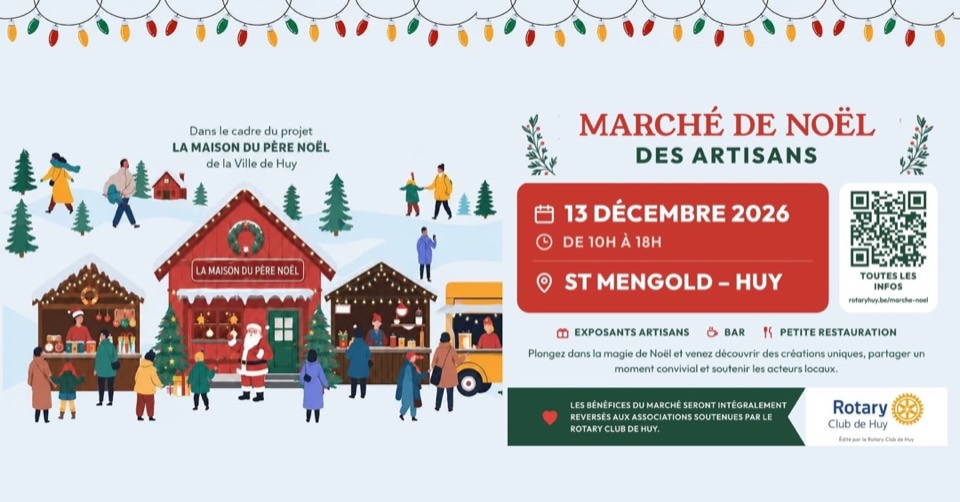 Dans le cadre du projet
LA MAISON DU PÈRE NOËL
de la Ville de Huy
LA MAISON DU PÈRE NOËL
MARCHÉ DE NOËL
DES ARTISANS
13 DÉCEMBRE 2026
DE 10H À 18H
ST MENGOLD – HUY
TOUTES LES
INFOS
rotaryhuy.be/marche-noel
EXPOSANTS ARTISANS BAR PETITE RESTAURATION
Plongez dans la magie de Noël et venez découvrir des créations uniques, partager un
moment convivial et soutenir les acteurs locaux.
LES BÉNÉFICES DU MARCHÉ SERONT INTÉGRALEMENT
REVERSÉS AUX ASSOCIATIONS SOUTENUES PAR LE
ROTARY CLUB DE HUY.
Rotary
Club de Huy
Édité par le Rotary Club de Huy